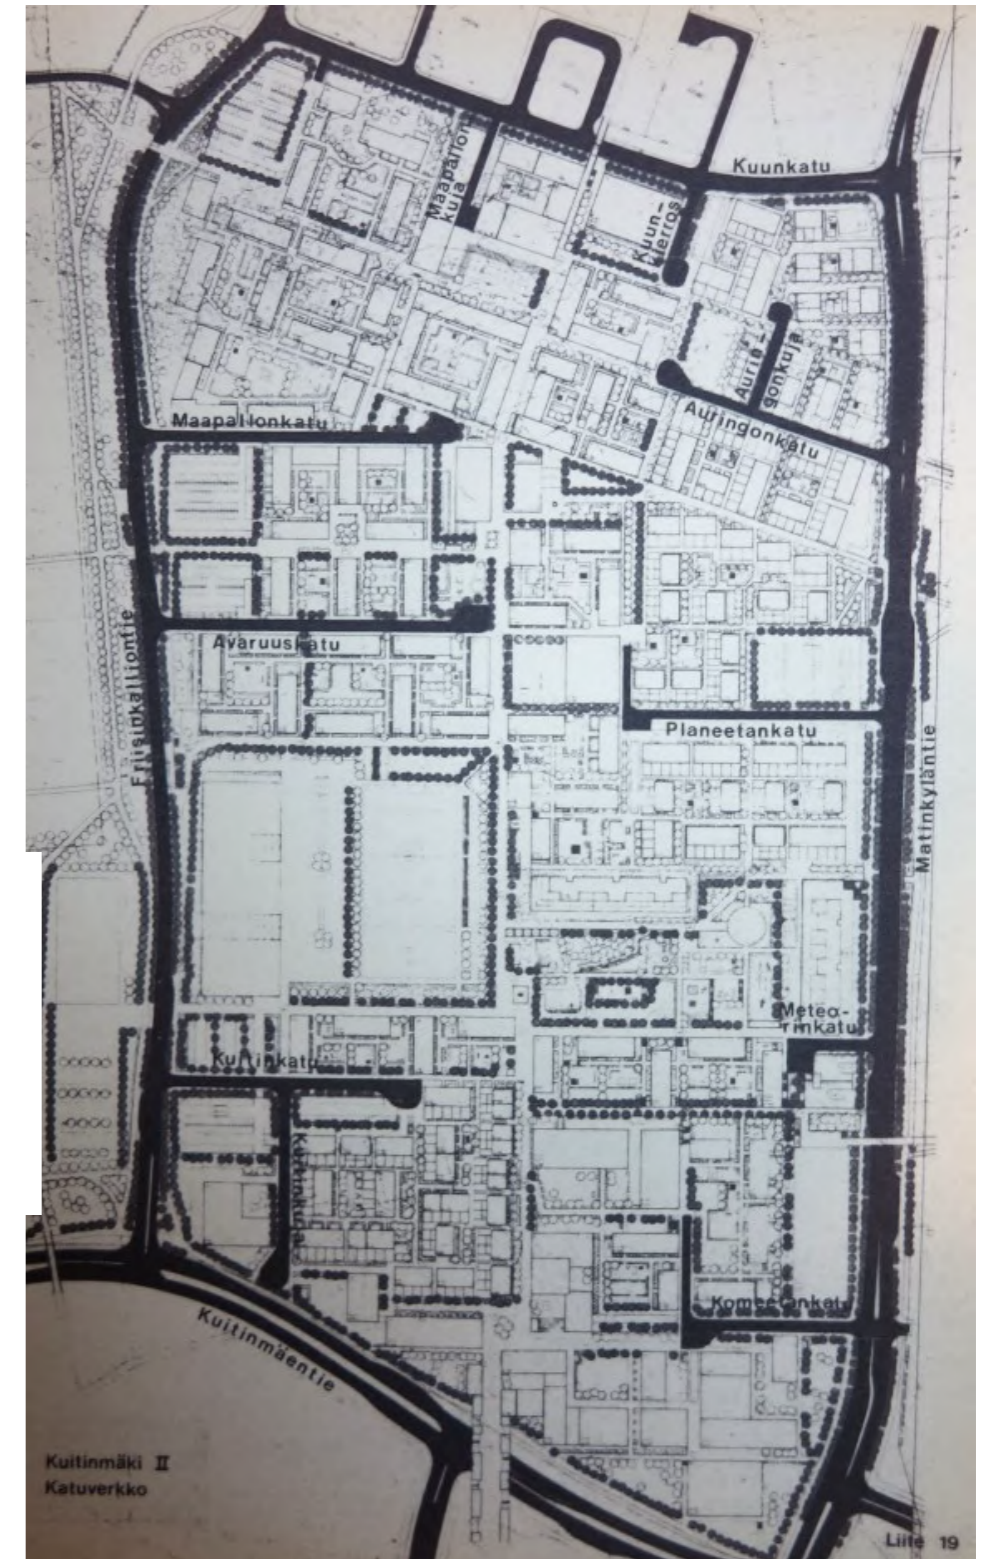 Kuunkatu
Maapallon
kuja
Kuun-
kierros
Aurin-
gonkuja
Auringonkatu
Maapallonkatu
Avaruuskatu
Friisinkalliontie
Planeetankatu
Matinkyläntie
Meteo-
rinkatu
Kuitinkatu
Komeetankatu
Kuitinmäentie
Kuitinmäki II
Katuverkko
Liite 19